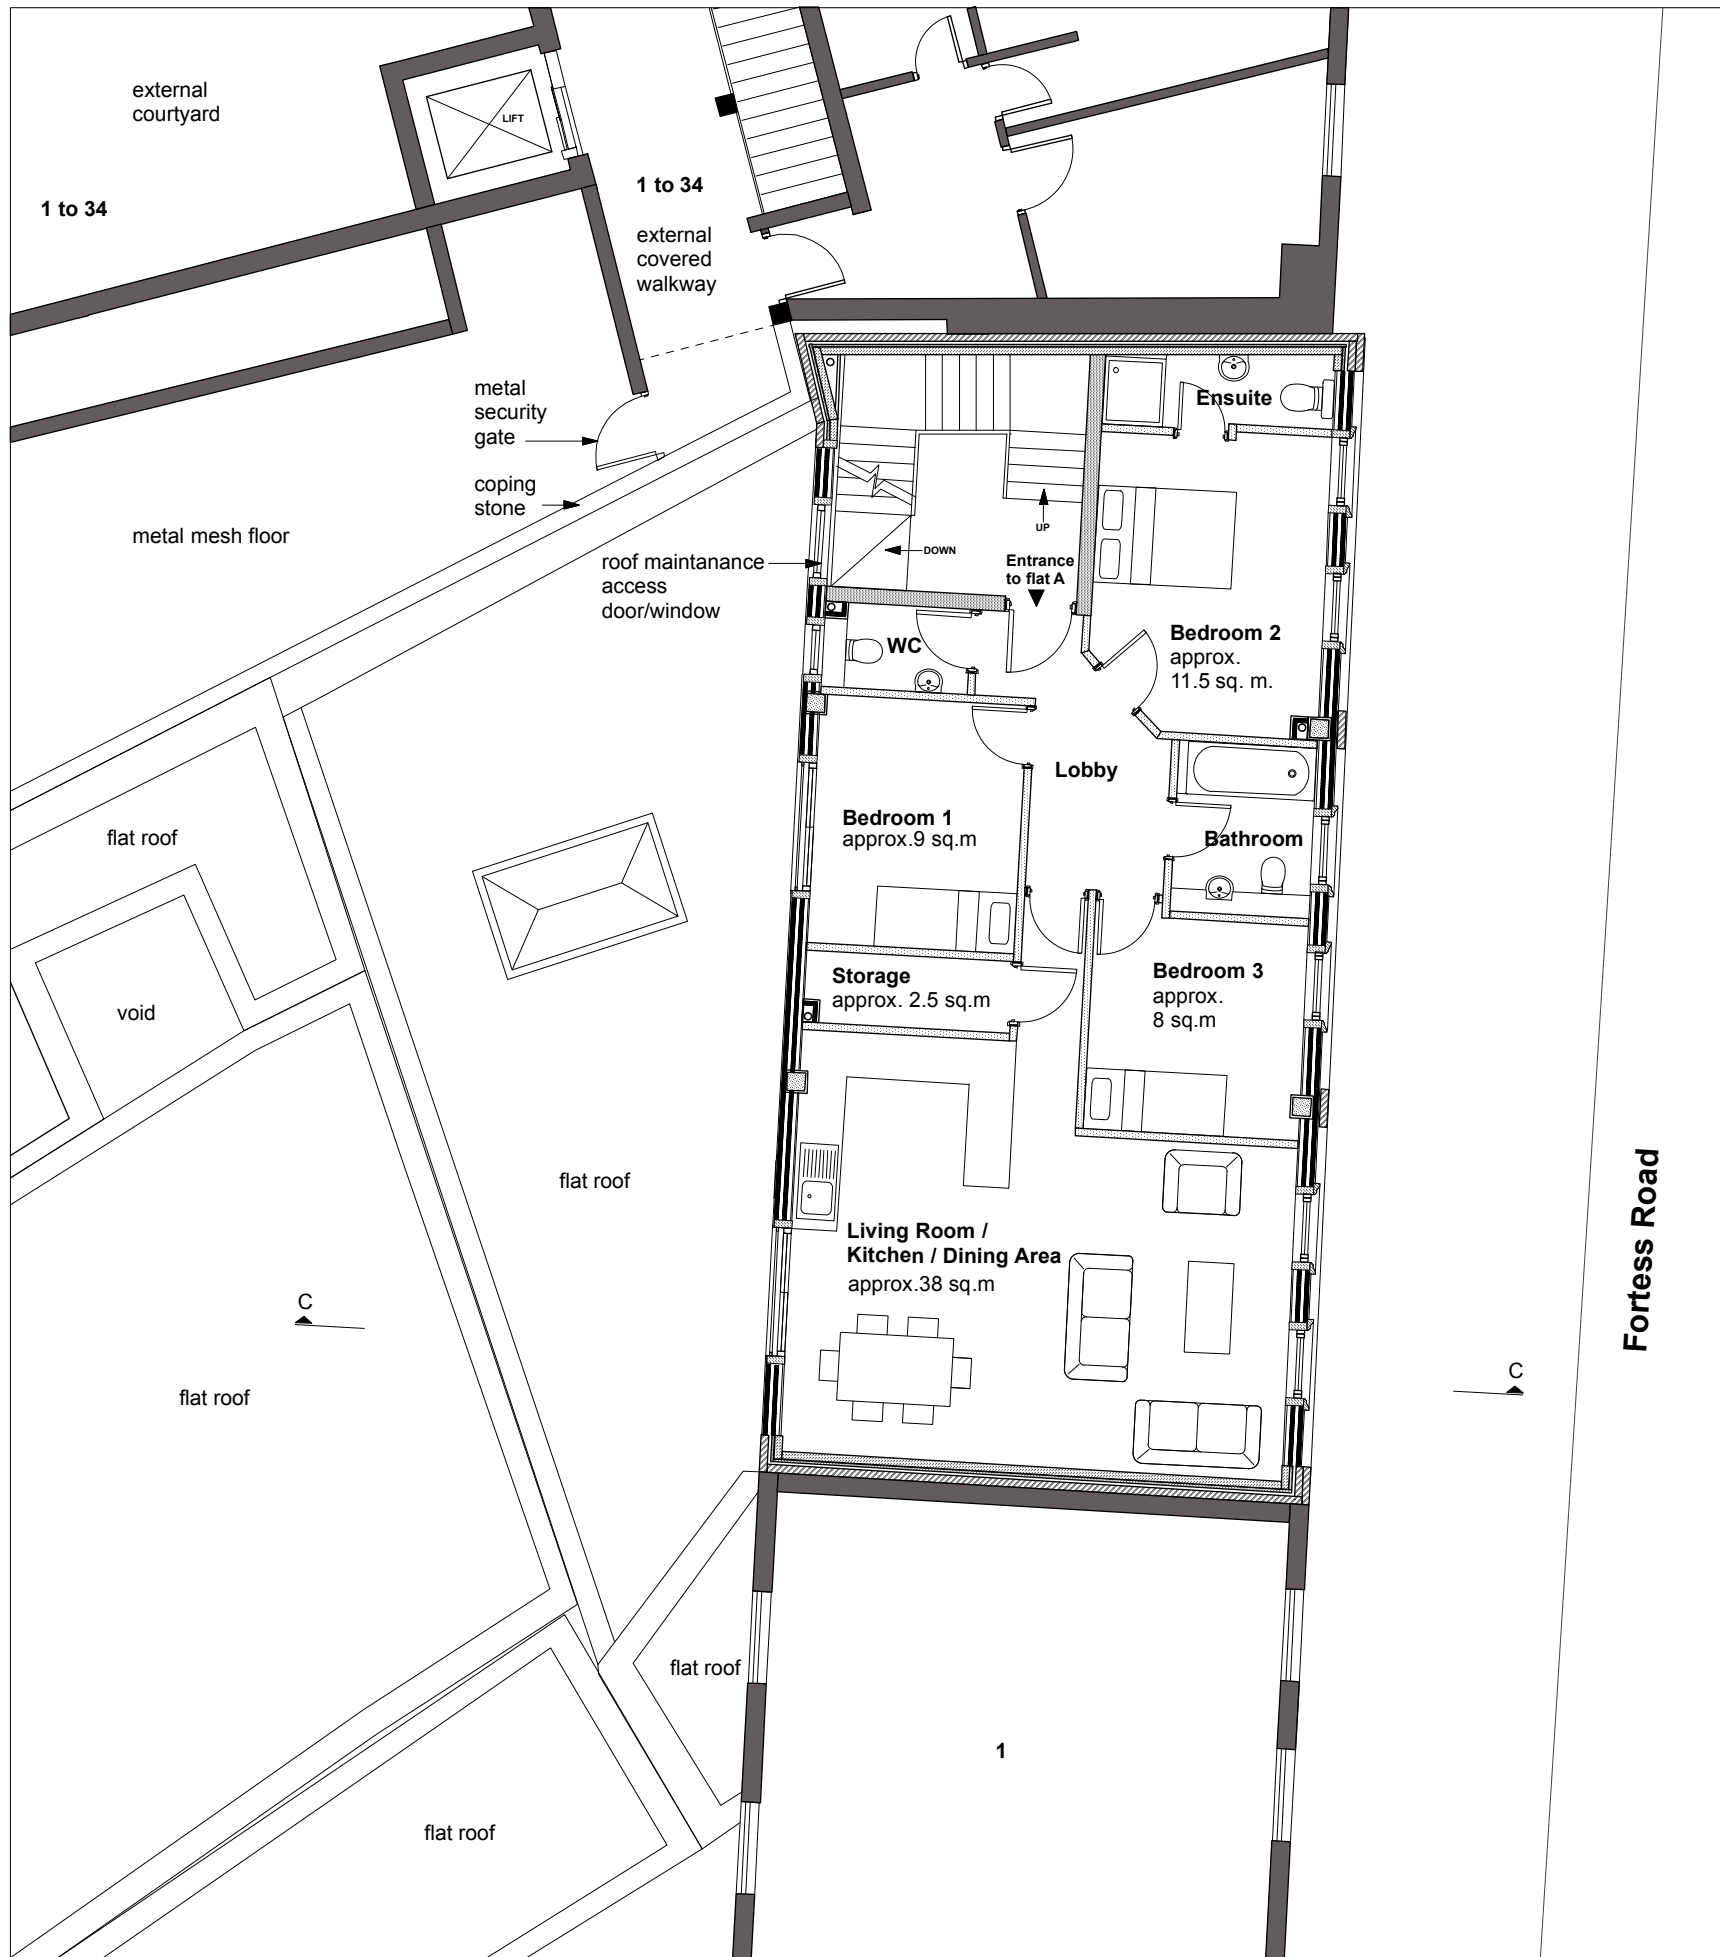 external
courtyard
LIFT
1 to 34
1 to 34
external
covered
walkway
metal
security
gate
coping
stone
metal mesh floor
roof maintanance
access
door/window
Ensuite
UP
DOWN
Entrance
to flat A
WC
Bedroom 2
approx.
11.5 sq. m.
Lobby
Bedroom 1
approx.9 sq.m
Bathroom
flat roof
void
Storage
approx. 2.5 sq.m
Bedroom 3
approx.
8 sq.m
flat roof
Living Room /
Kitchen / Dining Area
approx.38 sq.m
Fortess Road
C
C
flat roof
flat roof
1
flat roof